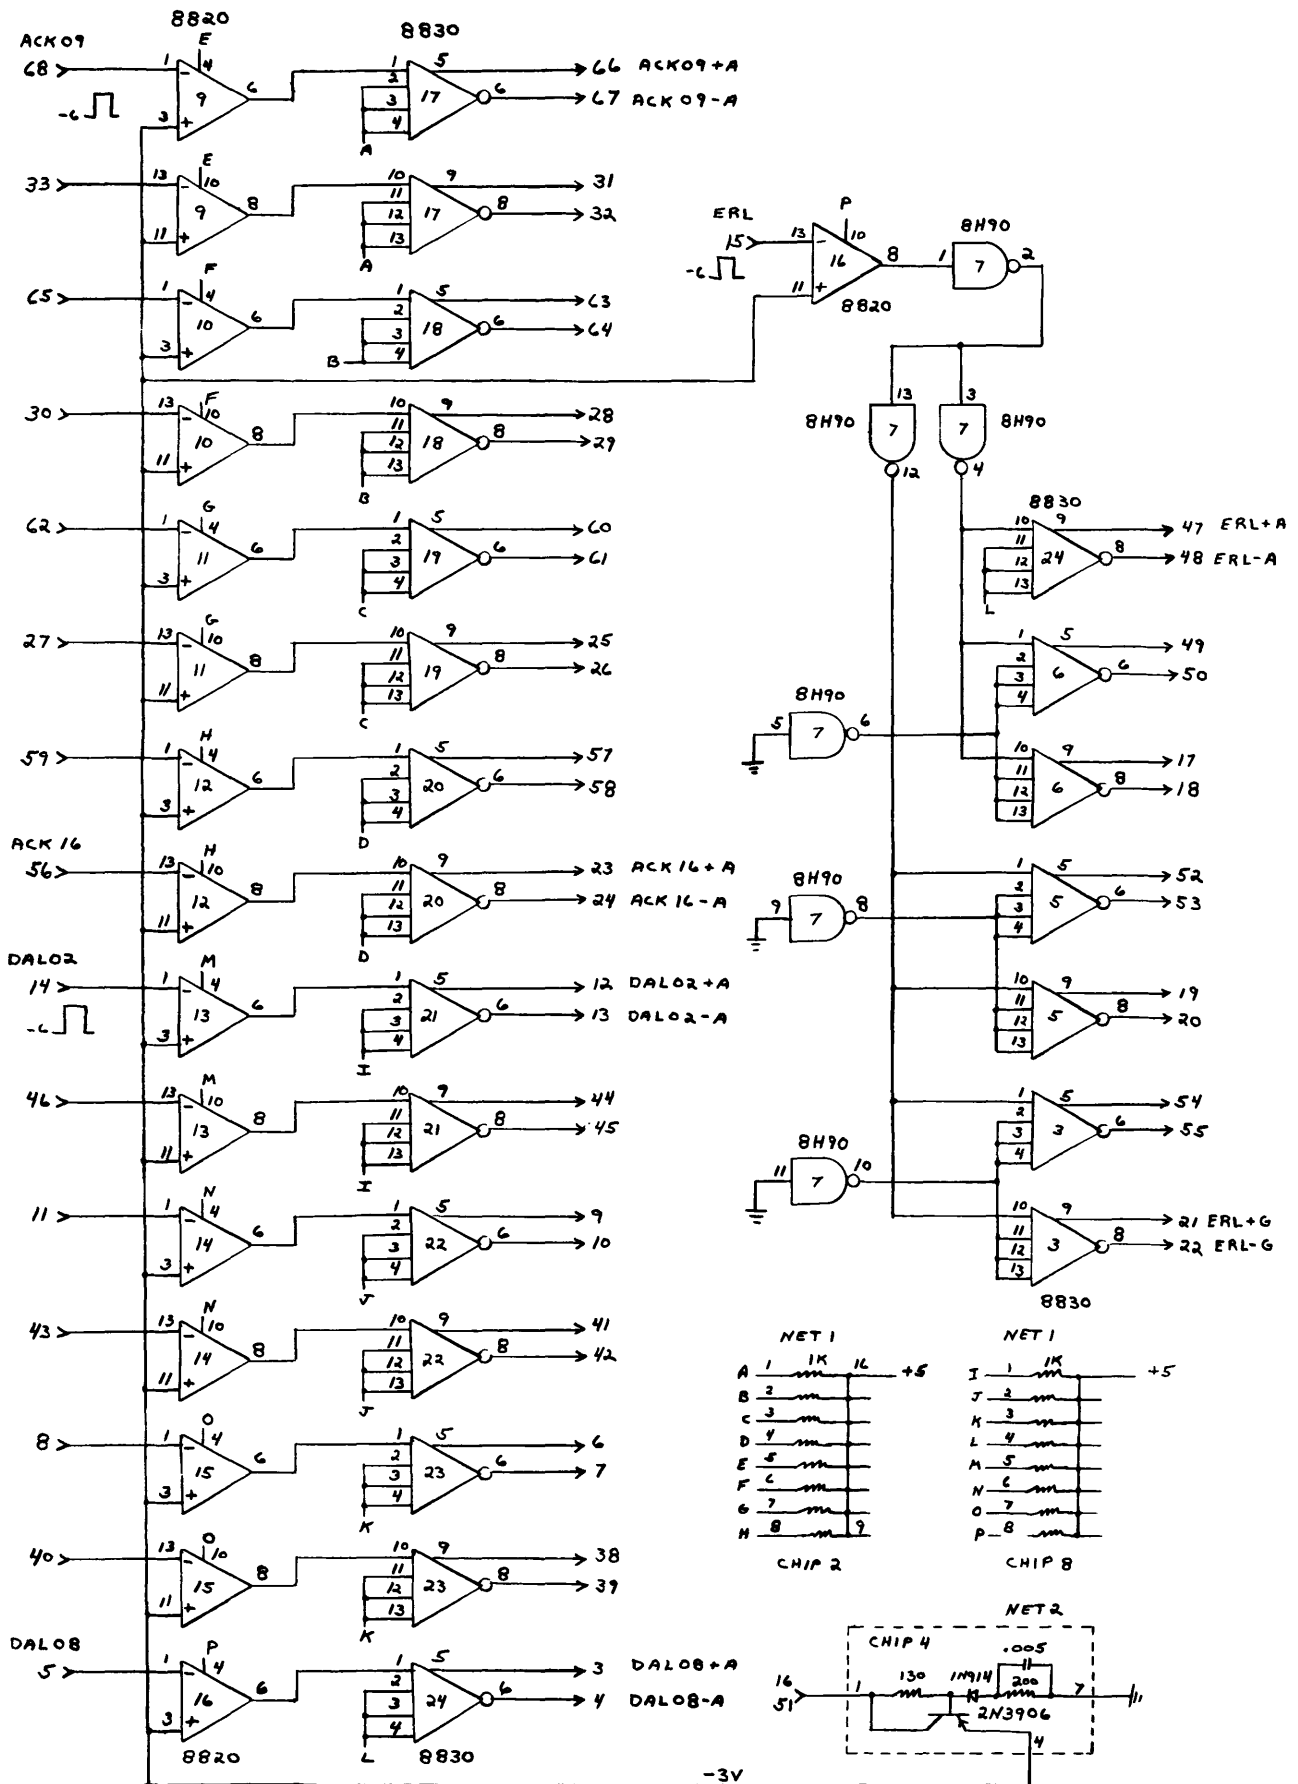 8820
8830
ACK09
E
68 1 4 6 1 5 66 ACK09+A
- 2
9 3 17 6 67 ACK09-A
-6 3 + 4
A
E
33 13 10 8 10 9 31
- 11
9 12 17 8 32
11 + 13
A
F
65 1 4 6 1 5 63
- 2
10 3 18 6 64
3 + 4
B
F
30 13 10 8 10 9 28
- 11
10 12 18 8 29
11 + 13
B
G
62 1 4 6 1 5 60
- 2
11 3 19 6 61
3 + 4
C
G
27 13 10 8 10 9 25
- 11
11 12 19 8 26
11 + 13
C
H
59 1 4 6 1 5 57
- 2
12 3 20 6 58
3 + 4
D
ACK16
H
56 13 10 8 10 9 23 ACK16+A
- 11
12 12 20 8 24 ACK16-A
11 + 13
D
DAL02
M
14 1 4 6 1 5 12 DAL02+A
- 2
13 3 21 6 13 DAL02-A
-6 3 + 4
I
M
46 13 10 8 10 9 44
- 11
13 12 21 8 45
11 + 13
I
N
11 1 4 6 1 5 9
- 2
14 3 22 6 10
3 + 4
J
N
43 13 10 8 10 9 41
- 11
14 12 22 8 42
11 + 13
J
O
8 1 4 6 1 5 6
- 2
15 3 23 6 7
3 + 4
K
O
40 13 10 8 10 9 38
- 11
15 12 23 8 39
11 + 13
K
DAL08
P
5 1 4 6 1 5 3 DAL08+A
- 2
16 3 24 6 4 DAL08-A
3 + 4
L
8820
8830
-3V
ERL
P
8H90
15 13 - 10 8 1 7 2
16
-6 11 +
8820
13 3
8H90 7 7 8H90
12 4
8830
10 9 47 ERL+A
11
12 24 8 48 ERL-A
13
L
1 5 49
2
3 6 6 50
4
8H90
5 7 6
10 9 17
11
12 6 8 18
13
8H90
9 7 8
1 5 52
2
3 5 6 53
4
10 9 19
11
12 5 8 20
13
8H90
11 7 10
1 5 54
2
3 3 6 55
4
10 9 21 ERL+G
11
12 3 8 22 ERL-G
13
8830
NET 1
A 1 1K 16 +5
B 2
C 3
D 4
E 5
F 6
G 7
H 8 9
CHIP 2
NET 1
I 1 1K +5
J 2
K 3
L 4
M 5
N 6
O 7
P 8
CHIP 8
NET 2
CHIP 4
.005
16 1 130 1N914 200 7
51
2N3906
4